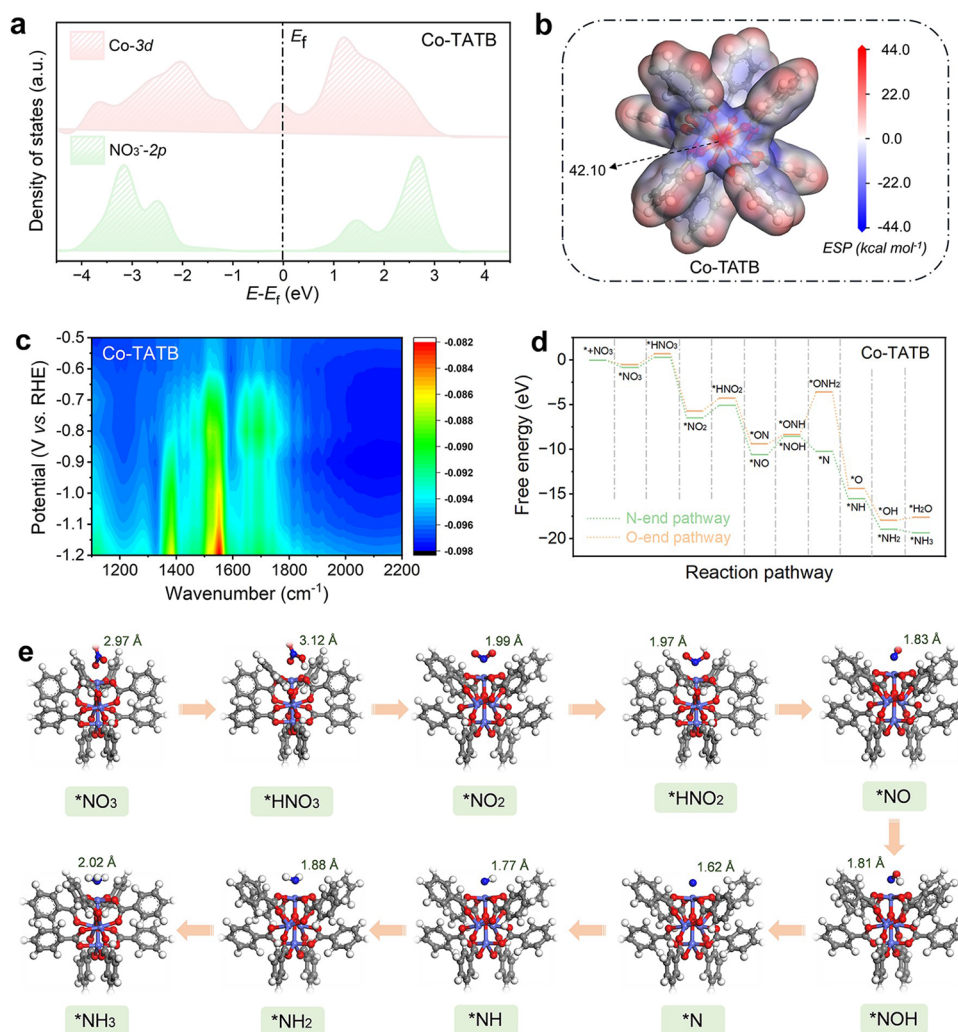 a
Co-3d
E_f
Co-TATB
NO₃⁻-2p
Density of states (a.u.)
−4 −3 −2 −1 0 1 2 3 4
E-E_f (eV)
b
42.10
Co-TATB
44.0
22.0
0.0
-22.0
-44.0
ESP (kcal mol⁻¹)
c
Co-TATB
Potential (V vs. RHE)
-0.5
-0.6
-0.7
-0.8
-0.9
-1.0
-1.1
-1.2
1200 1400 1600 1800 2000 2200
Wavenumber (cm⁻¹)
-0.082
-0.084
-0.086
-0.088
-0.090
-0.092
-0.094
-0.096
-0.098
d
Co-TATB
Free energy (eV)
0
−5
−10
−15
−20
*+NO₃
*NO₃
*HNO₃
*NO₂
*HNO₂
*ON
*NO
*ONH
*NOH
*ONH₂
*N
*O
*NH
*OH
*NH₂
*H₂O
*NH₃
N-end pathway
O-end pathway
Reaction pathway
e
2.97 Å 3.12 Å 1.99 Å 1.97 Å 1.83 Å
*NO₃ *HNO₃ *NO₂ *HNO₂ *NO
2.02 Å 1.88 Å 1.77 Å 1.62 Å 1.81 Å
*NH₃ *NH₂ *NH *N *NOH